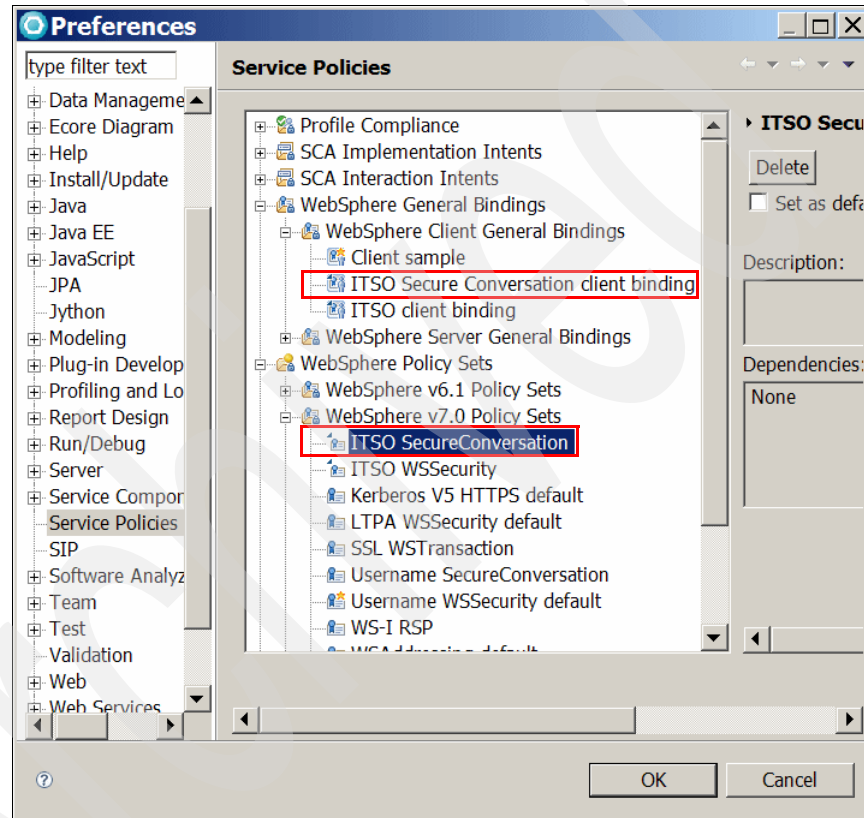 Preferences
type filter text
Data Manageme
Ecore Diagram
Help
Install/Update
Java
Java EE
JavaScript
JPA
Jython
Modeling
Plug-in Develop
Profiling and Lo
Report Design
Run/Debug
Server
Service Compor
Service Policies
SIP
Software Analyz
Team
Test
Validation
Web
Web Services
Service Policies
Profile Compliance
SCA Implementation Intents
SCA Interaction Intents
WebSphere General Bindings
WebSphere Client General Bindings
Client sample
ITSO Secure Conversation client binding
ITSO client binding
WebSphere Server General Bindings
WebSphere Policy Sets
WebSphere v6.1 Policy Sets
WebSphere v7.0 Policy Sets
ITSO SecureConversation
ITSO WSSecurity
Kerberos V5 HTTPS default
LTPA WSSecurity default
SSL WSTransaction
Username SecureConversation
Username WSSecurity default
WS-I RSP
WSAddressing default
ITSO Secu
Delete
Set as defa
Description:
Dependencies:
None
OK
Cancel